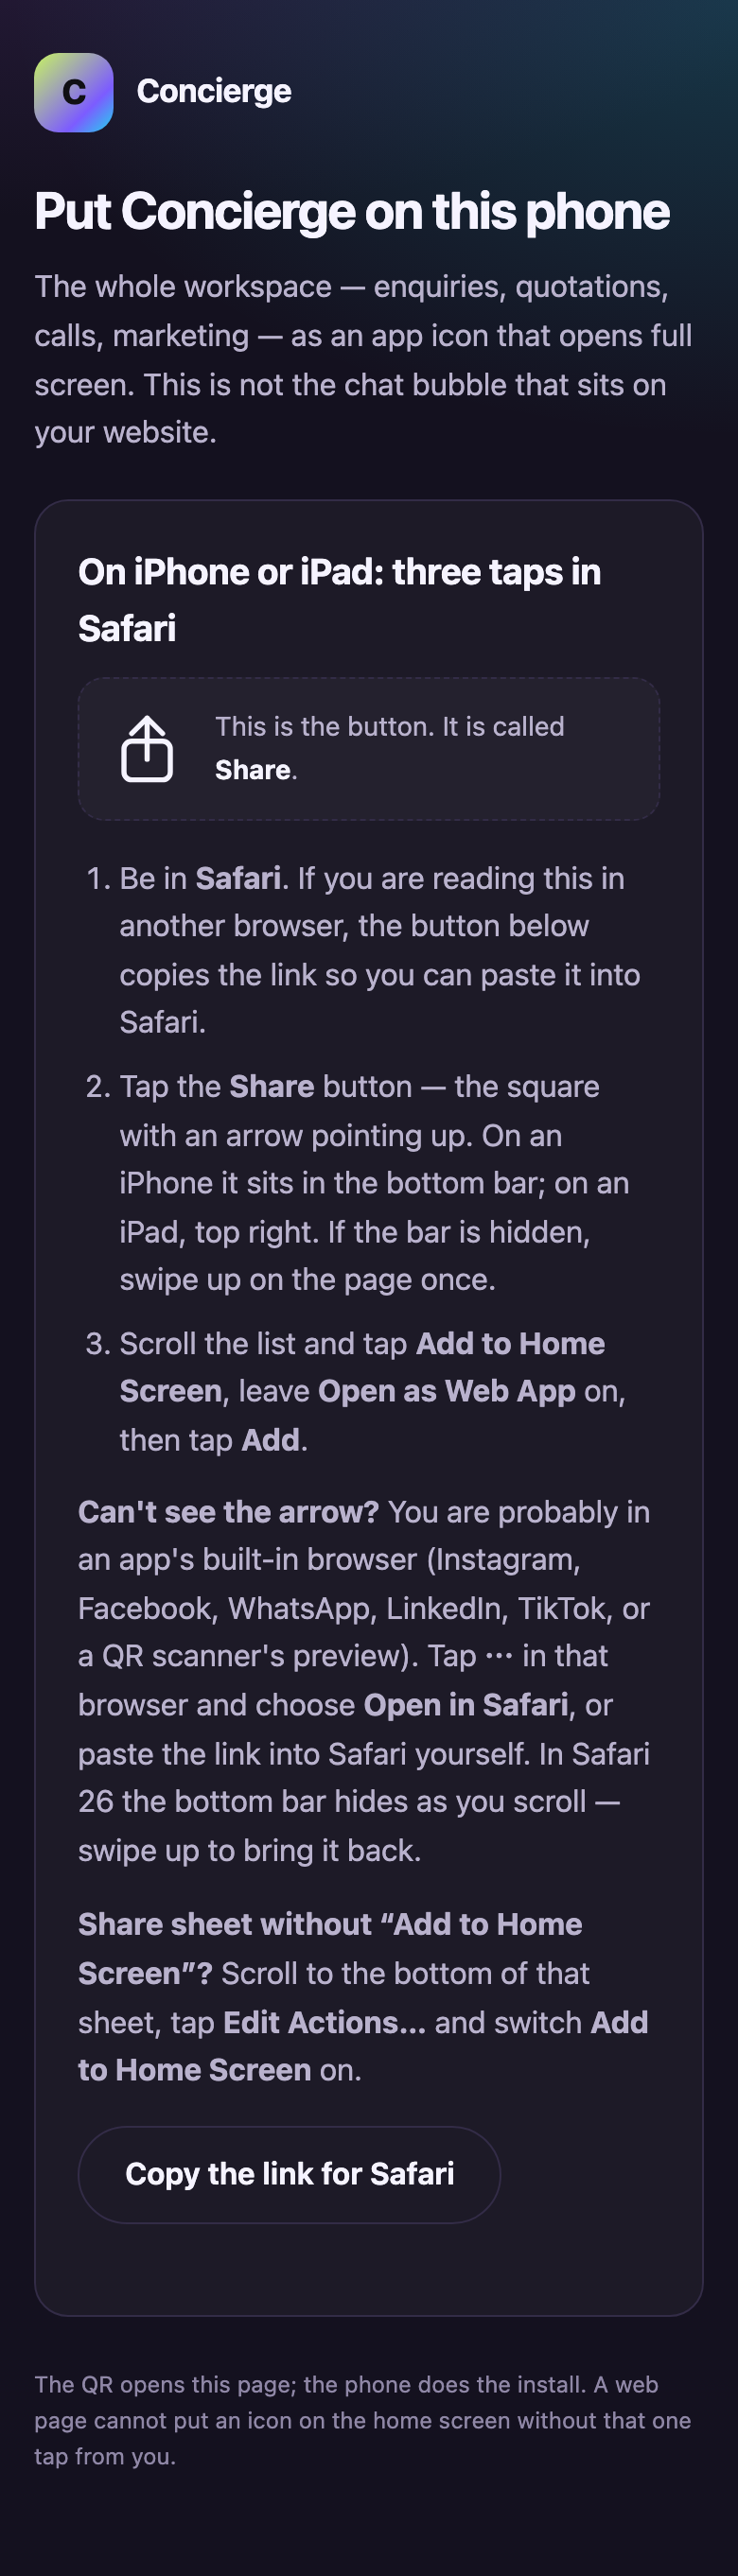 C
Concierge
Put Concierge on this phone
The whole workspace — enquiries, quotations,
calls, marketing — as an app icon that opens full
screen. This is not the chat bubble that sits on
your website.
On iPhone or iPad: three taps in
Safari
This is the button. It is called
Share.
1. Be in Safari. If you are reading this in
another browser, the button below
copies the link so you can paste it into
Safari.
2. Tap the Share button — the square
with an arrow pointing up. On an
iPhone it sits in the bottom bar; on an
iPad, top right. If the bar is hidden,
swipe up on the page once.
3. Scroll the list and tap Add to Home
Screen, leave Open as Web App on,
then tap Add.
Can't see the arrow? You are probably in
an app's built-in browser (Instagram,
Facebook, WhatsApp, LinkedIn, TikTok, or
a QR scanner's preview). Tap ··· in that
browser and choose Open in Safari, or
paste the link into Safari yourself. In Safari
26 the bottom bar hides as you scroll —
swipe up to bring it back.
Share sheet without “Add to Home
Screen”? Scroll to the bottom of that
sheet, tap Edit Actions… and switch Add
to Home Screen on.
Copy the link for Safari
The QR opens this page; the phone does the install. A web
page cannot put an icon on the home screen without that one
tap from you.